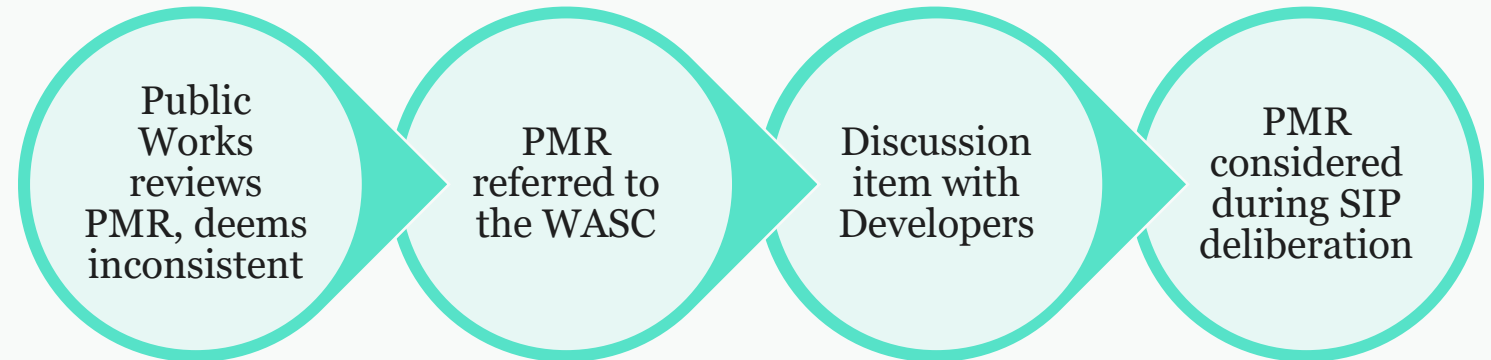 Public
Works
reviews
PMR, deems
inconsistent
PMR
referred to
the WASC
Discussion
item with
Developers
PMR
considered
during SIP
deliberation